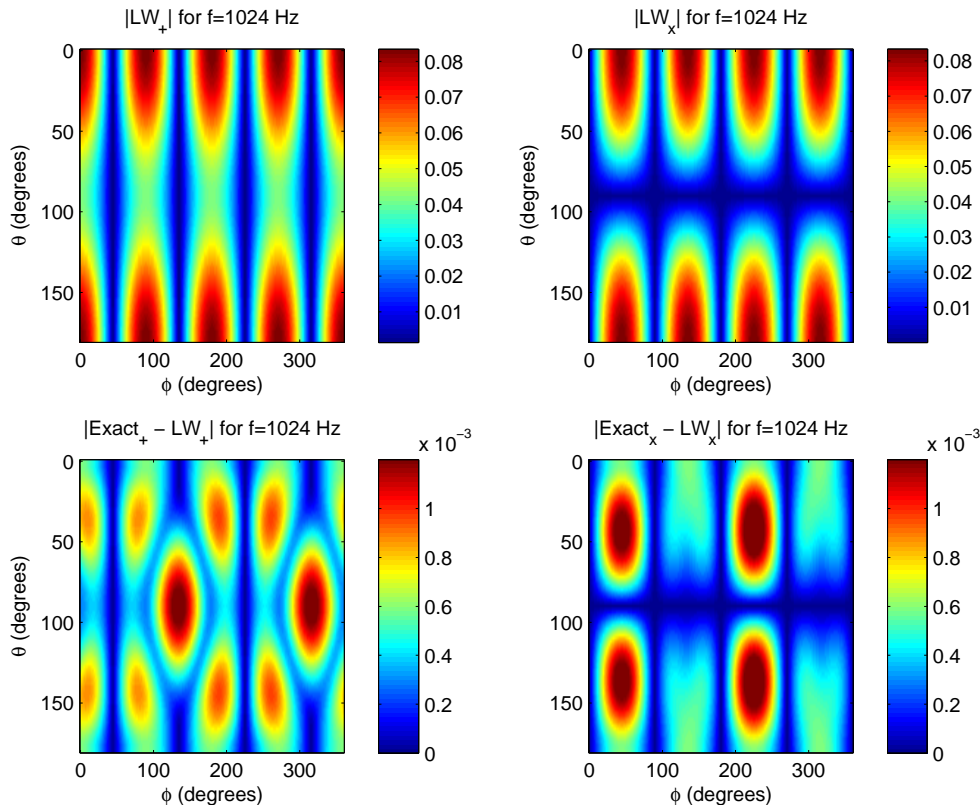 |LW₊| for f=1024 Hz
0
50
100
150
θ (degrees)
0 100 200 300
φ (degrees)
0.08
0.07
0.06
0.05
0.04
0.03
0.02
0.01
|LWₓ| for f=1024 Hz
0
50
100
150
θ (degrees)
0 100 200 300
φ (degrees)
0.08
0.07
0.06
0.05
0.04
0.03
0.02
0.01
|Exact₊ − LW₊| for f=1024 Hz
x 10⁻³
0
50
100
150
θ (degrees)
0 100 200 300
φ (degrees)
1
0.8
0.6
0.4
0.2
0
|Exactₓ − LWₓ| for f=1024 Hz
x 10⁻³
0
50
100
150
θ (degrees)
0 100 200 300
φ (degrees)
1
0.8
0.6
0.4
0.2
0